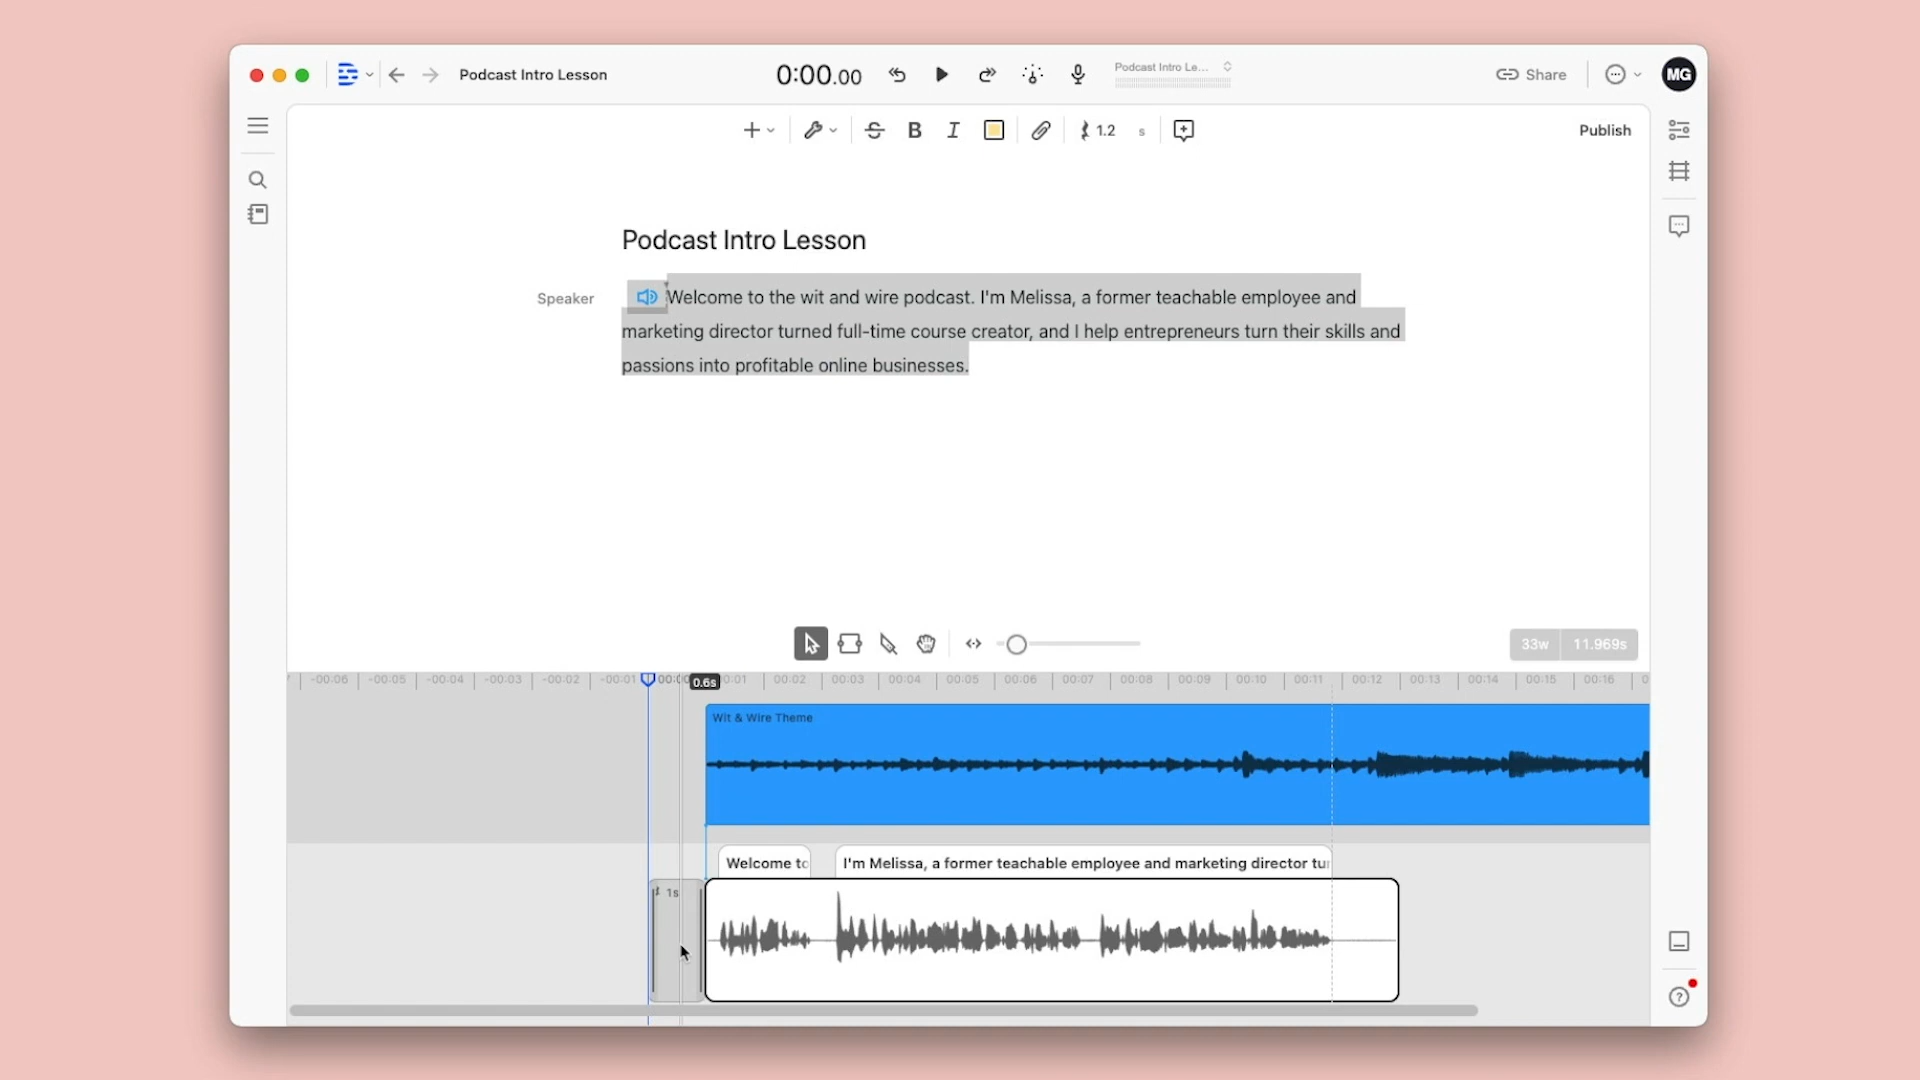 Podcast Intro Lesson
0:00.00
Podcast Intro Le...
Share
MG
1.2 s
Publish
Podcast Intro Lesson
Speaker
Welcome to the wit and wire podcast. I'm Melissa, a former teachable employee and
marketing director turned full-time course creator, and I help entrepreneurs turn their skills and
passions into profitable online businesses.
33w 11.969s
-00:06 -00:05 -00:04 -00:03 -00:02 -00:01 00:0 0.6s 0:01 00:02 00:03 00:04 00:05 00:06 00:07 00:08 00:09 00:10 00:11 00:12 00:13 00:14 00:15 00:16
Wit & Wire Theme
Welcome to
I'm Melissa, a former teachable employee and marketing director tu
1s